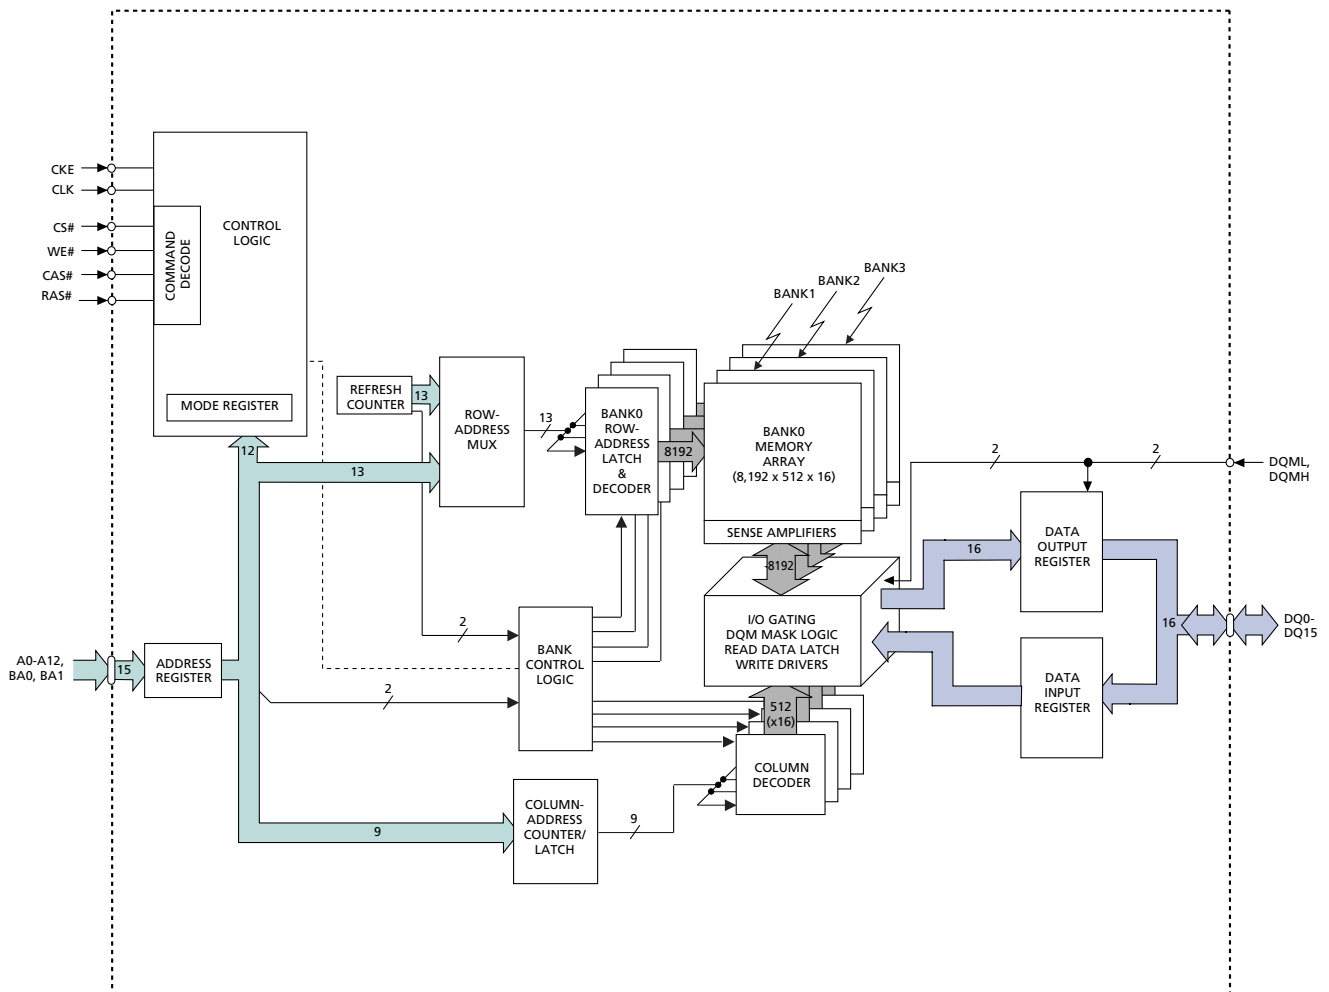 CKE
CLK
CS#
WE#
CAS#
RAS#
COMMAND
DECODE
CONTROL
LOGIC
MODE REGISTER
BANK3
BANK2
BANK1
REFRESH
COUNTER
13
ROW-
ADDRESS
MUX
13
BANK0
ROW-
ADDRESS
LATCH
&
DECODER
8192
BANK0
MEMORY
ARRAY
(8,192 x 512 x 16)
SENSE AMPLIFIERS
12
13
8192
2
2
DQML,
DQMH
16
DATA
OUTPUT
REGISTER
I/O GATING
DQM MASK LOGIC
READ DATA LATCH
WRITE DRIVERS
16
DQ0-
DQ15
DATA
INPUT
REGISTER
2
BANK
CONTROL
LOGIC
A0-A12,
BA0, BA1
15
ADDRESS
REGISTER
2
512
(x16)
COLUMN
DECODER
COLUMN-
ADDRESS
COUNTER/
LATCH
9
9